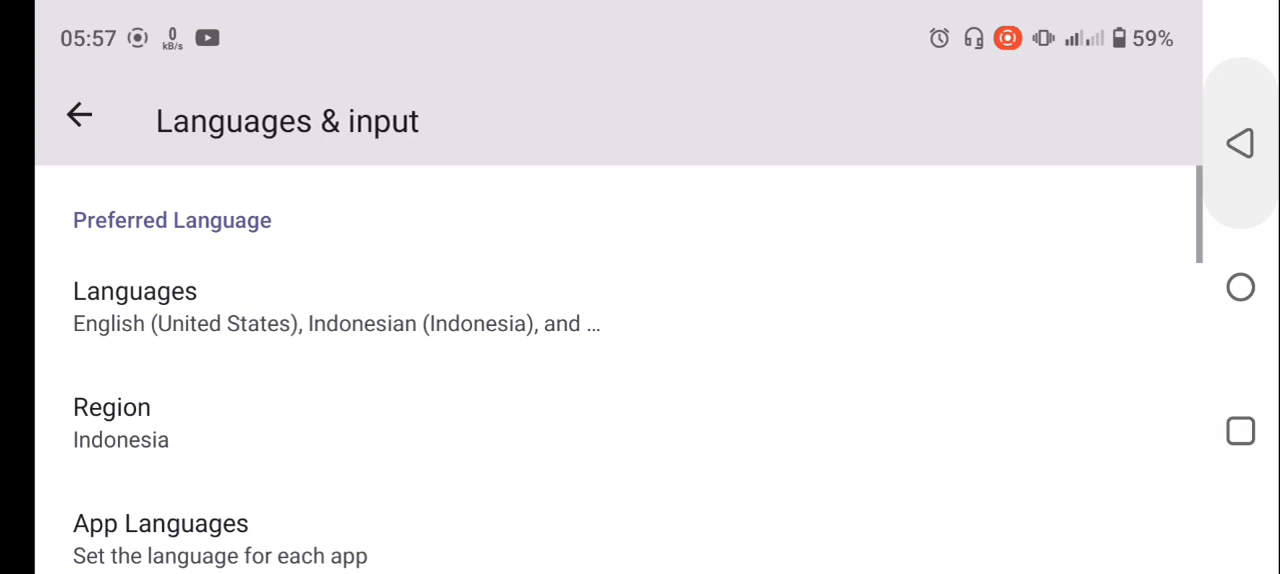 05:57 0 kB/s 59%
Languages & input
Preferred Language
Languages
English (United States), Indonesian (Indonesia), and ...
Region
Indonesia
App Languages
Set the language for each app